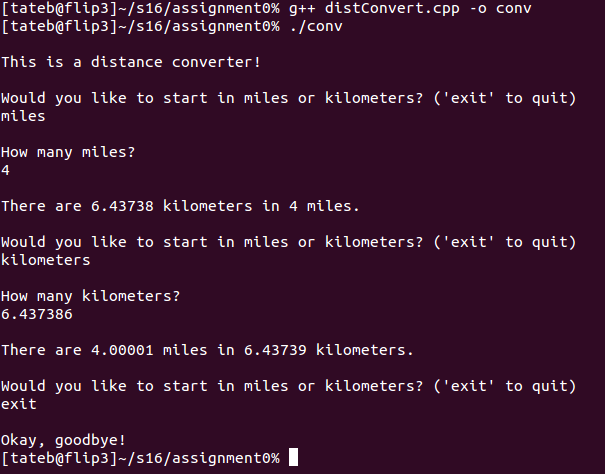 [tateb@flip3]~/s16/assignment0% g++ distConvert.cpp -o conv
[tateb@flip3]~/s16/assignment0% ./conv
This is a distance converter!
Would you like to start in miles or kilometers? ('exit' to quit)
miles
How many miles?
4
There are 6.43738 kilometers in 4 miles.
Would you like to start in miles or kilometers? ('exit' to quit)
kilometers
How many kilometers?
6.437386
There are 4.00001 miles in 6.43739 kilometers.
Would you like to start in miles or kilometers? ('exit' to quit)
exit
Okay, goodbye!
[tateb@flip3]~/s16/assignment0%